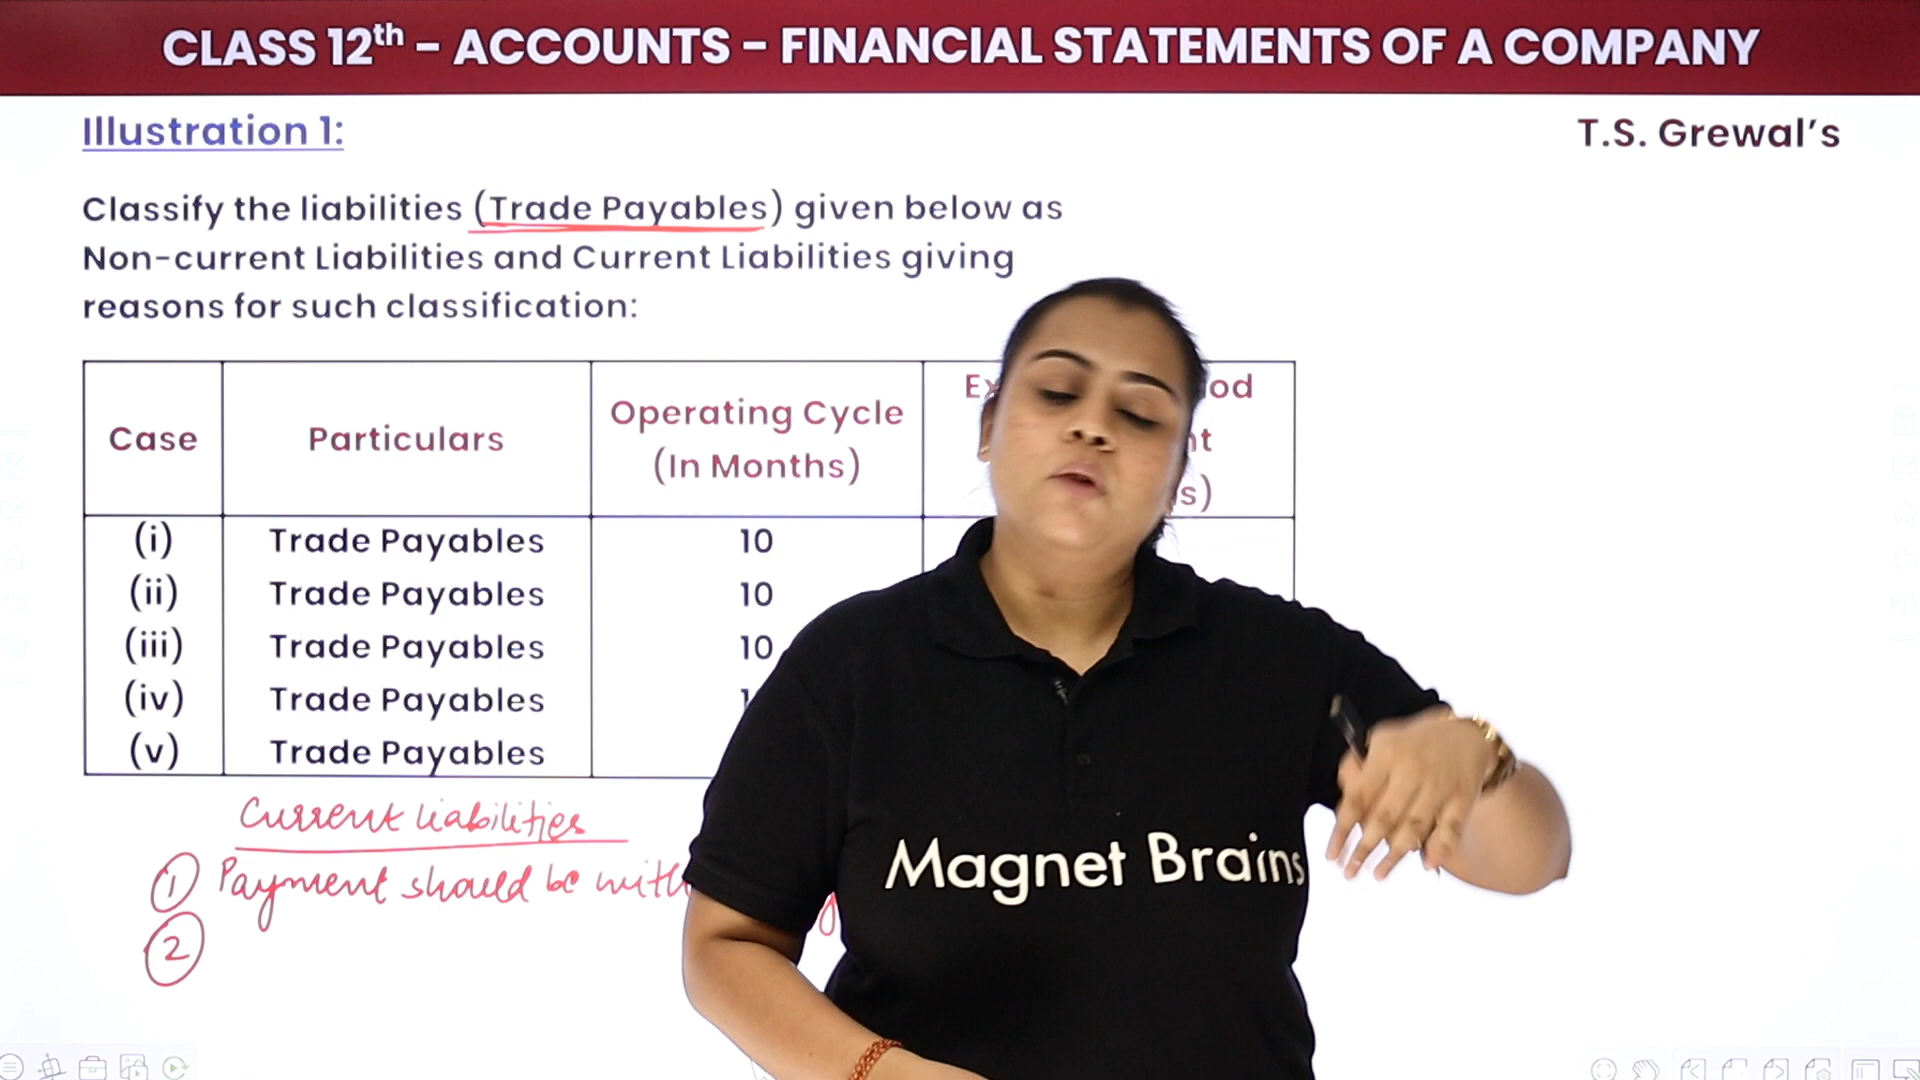 CLASS 12th - ACCOUNTS - FINANCIAL STATEMENTS OF A COMPANY
Illustration 1:
T.S. Grewal's
Classify the liabilities (Trade Payables) given below as
Non-current Liabilities and Current Liabilities giving
reasons for such classification:
Case
Particulars
Operating Cycle
(In Months)
(i) Trade Payables 10
(ii) Trade Payables 10
(iii) Trade Payables 10
(iv) Trade Payables
(v) Trade Payables
Current liabilities
1 Payment should be
2
Magnet Brains